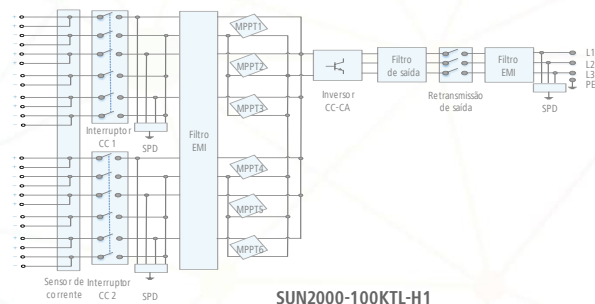 MPPT1
MPPT2
MPPT3
MPPT4
MPPT5
MPPT6
Interruptor
CC 1
SPD
Filtro
EMI
Sensor de
corrente
Interruptor
CC 2
SPD
Inversor
CC-CA
Filtro
de saída
Retransmissão
de saída
Filtro
EMI
SPD
L1
L2
L3
PE
SUN2000-100KTL-H1